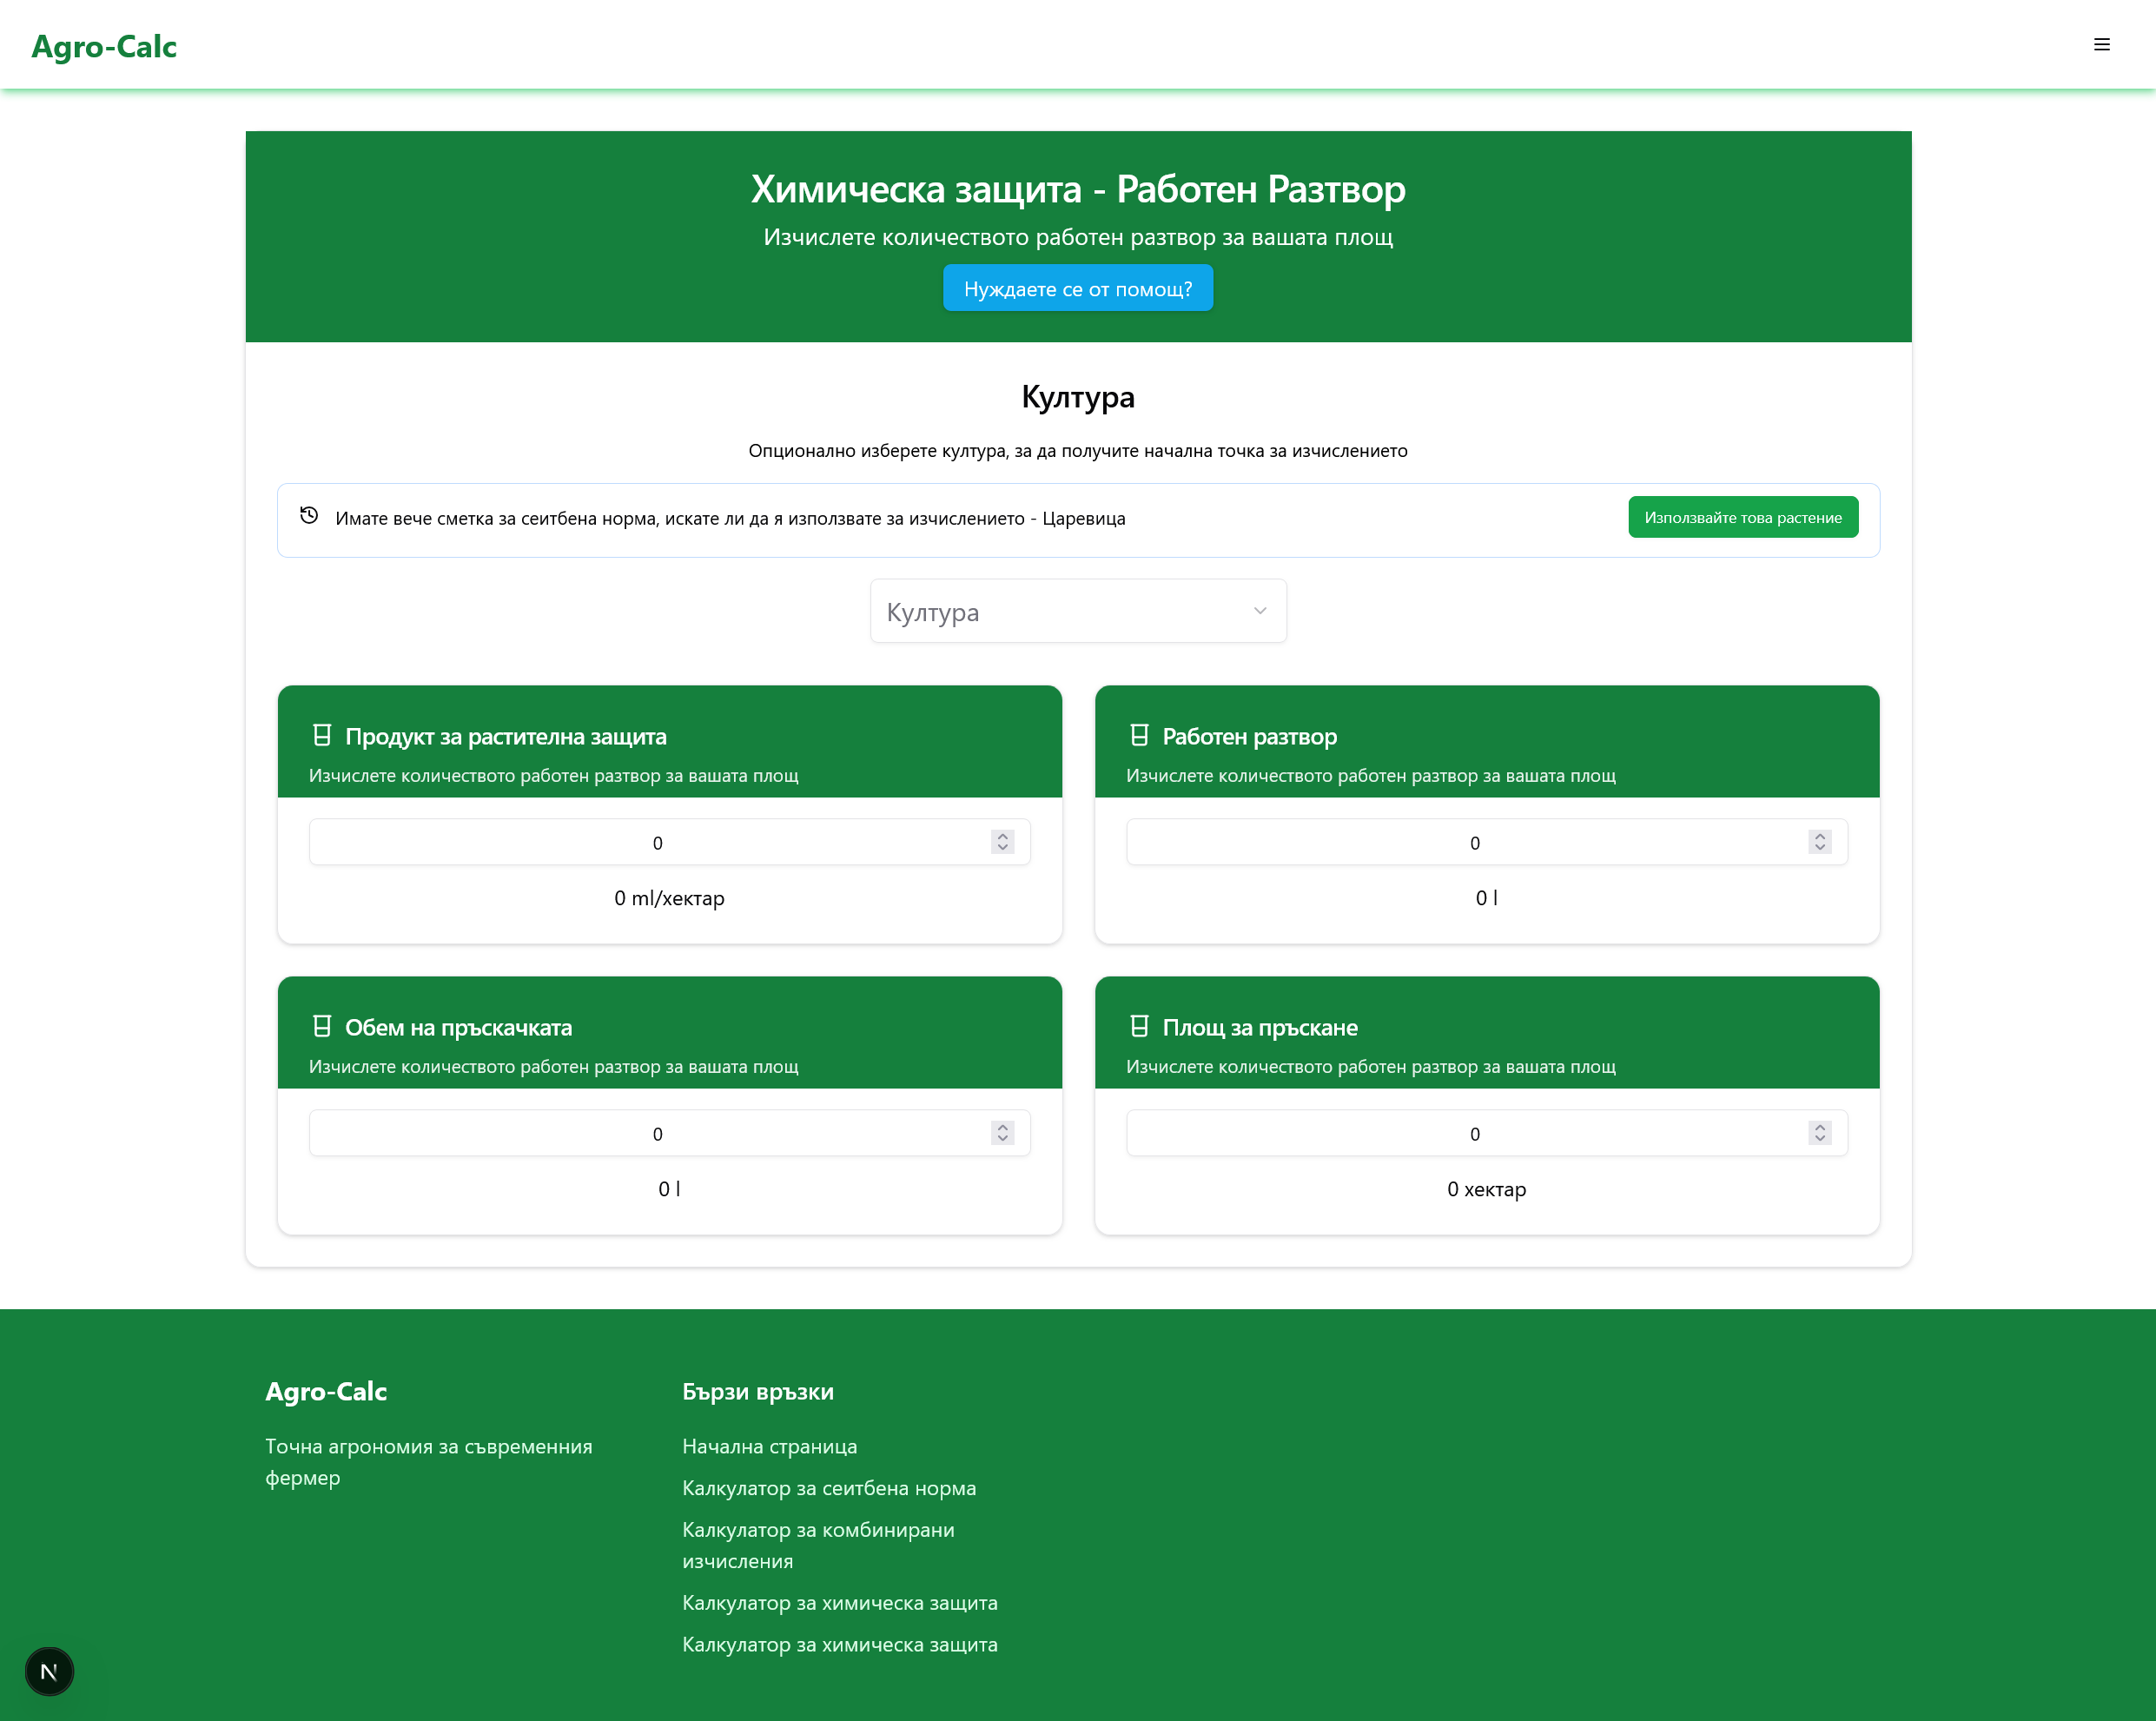 Agro-Calc
Химическа защита - Работен Разтвор
Изчислете количеството работен разтвор за вашата площ
Нуждаете се от помощ?
Култура
Опционално изберете култура, за да получите начална точка за изчислението
Имате вече сметка за сеитбена норма, искате ли да я използвате за изчислението - Царевица
Използвайте това растение
Култура
Продукт за растителна защита
Изчислете количеството работен разтвор за вашата площ
0
0 ml/хектар
Работен разтвор
Изчислете количеството работен разтвор за вашата площ
0
0 l
Обем на пръскачката
Изчислете количеството работен разтвор за вашата площ
0
0 l
Площ за пръскане
Изчислете количеството работен разтвор за вашата площ
0
0 хектар
Agro-Calc
Точна агрономия за съвременния
фермер
Бързи връзки
Начална страница
Калкулатор за сеитбена норма
Калкулатор за комбинирани
изчисления
Калкулатор за химическа защита
Калкулатор за химическа защита
N